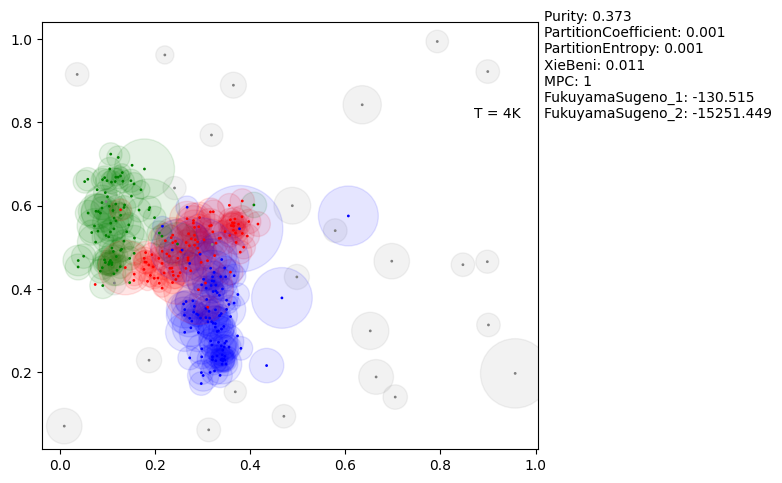 Purity: 0.373
PartitionCoefficient: 0.001
PartitionEntropy: 0.001
XieBeni: 0.011
MPC: 1
FukuyamaSugeno_1: -130.515
FukuyamaSugeno_2: -15251.449
T = 4K
1.0
0.8
0.6
0.4
0.2
0.0 0.2 0.4 0.6 0.8 1.0